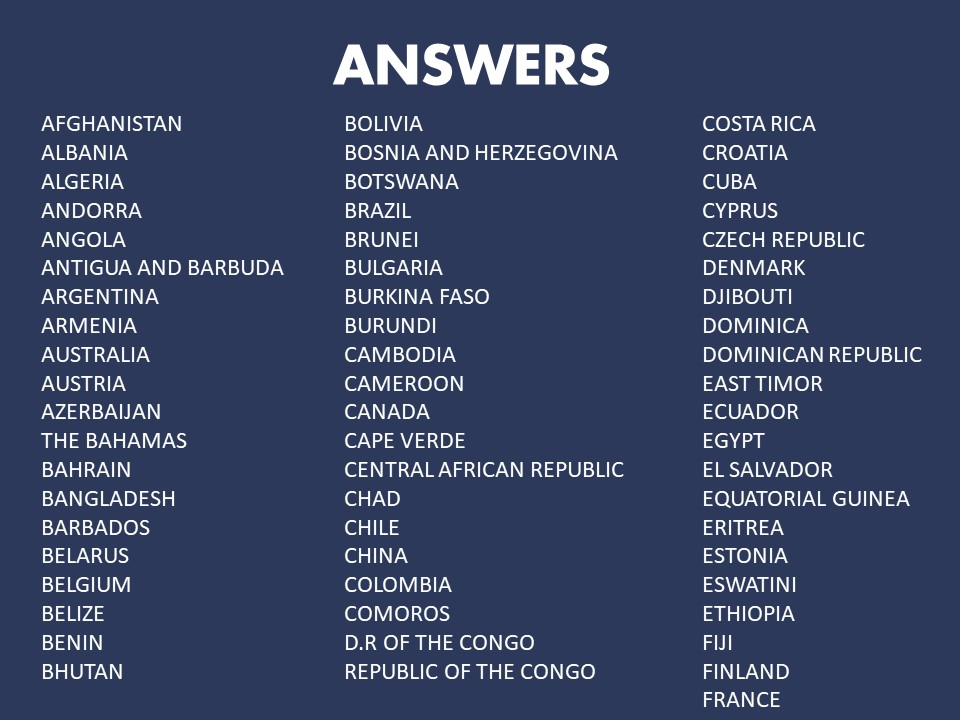 ANSWERS
AFGHANISTAN
ALBANIA
ALGERIA
ANDORRA
ANGOLA
ANTIGUA AND BARBUDA
ARGENTINA
ARMENIA
AUSTRALIA
AUSTRIA
AZERBAIJAN
THE BAHAMAS
BAHRAIN
BANGLADESH
BARBADOS
BELARUS
BELGIUM
BELIZE
BENIN
BHUTAN
BOLIVIA
BOSNIA AND HERZEGOVINA
BOTSWANA
BRAZIL
BRUNEI
BULGARIA
BURKINA FASO
BURUNDI
CAMBODIA
CAMEROON
CANADA
CAPE VERDE
CENTRAL AFRICAN REPUBLIC
CHAD
CHILE
CHINA
COLOMBIA
COMOROS
D.R OF THE CONGO
REPUBLIC OF THE CONGO
COSTA RICA
CROATIA
CUBA
CYPRUS
CZECH REPUBLIC
DENMARK
DJIBOUTI
DOMINICA
DOMINICAN REPUBLIC
EAST TIMOR
ECUADOR
EGYPT
EL SALVADOR
EQUATORIAL GUINEA
ERITREA
ESTONIA
ESWATINI
ETHIOPIA
FIJI
FINLAND
FRANCE